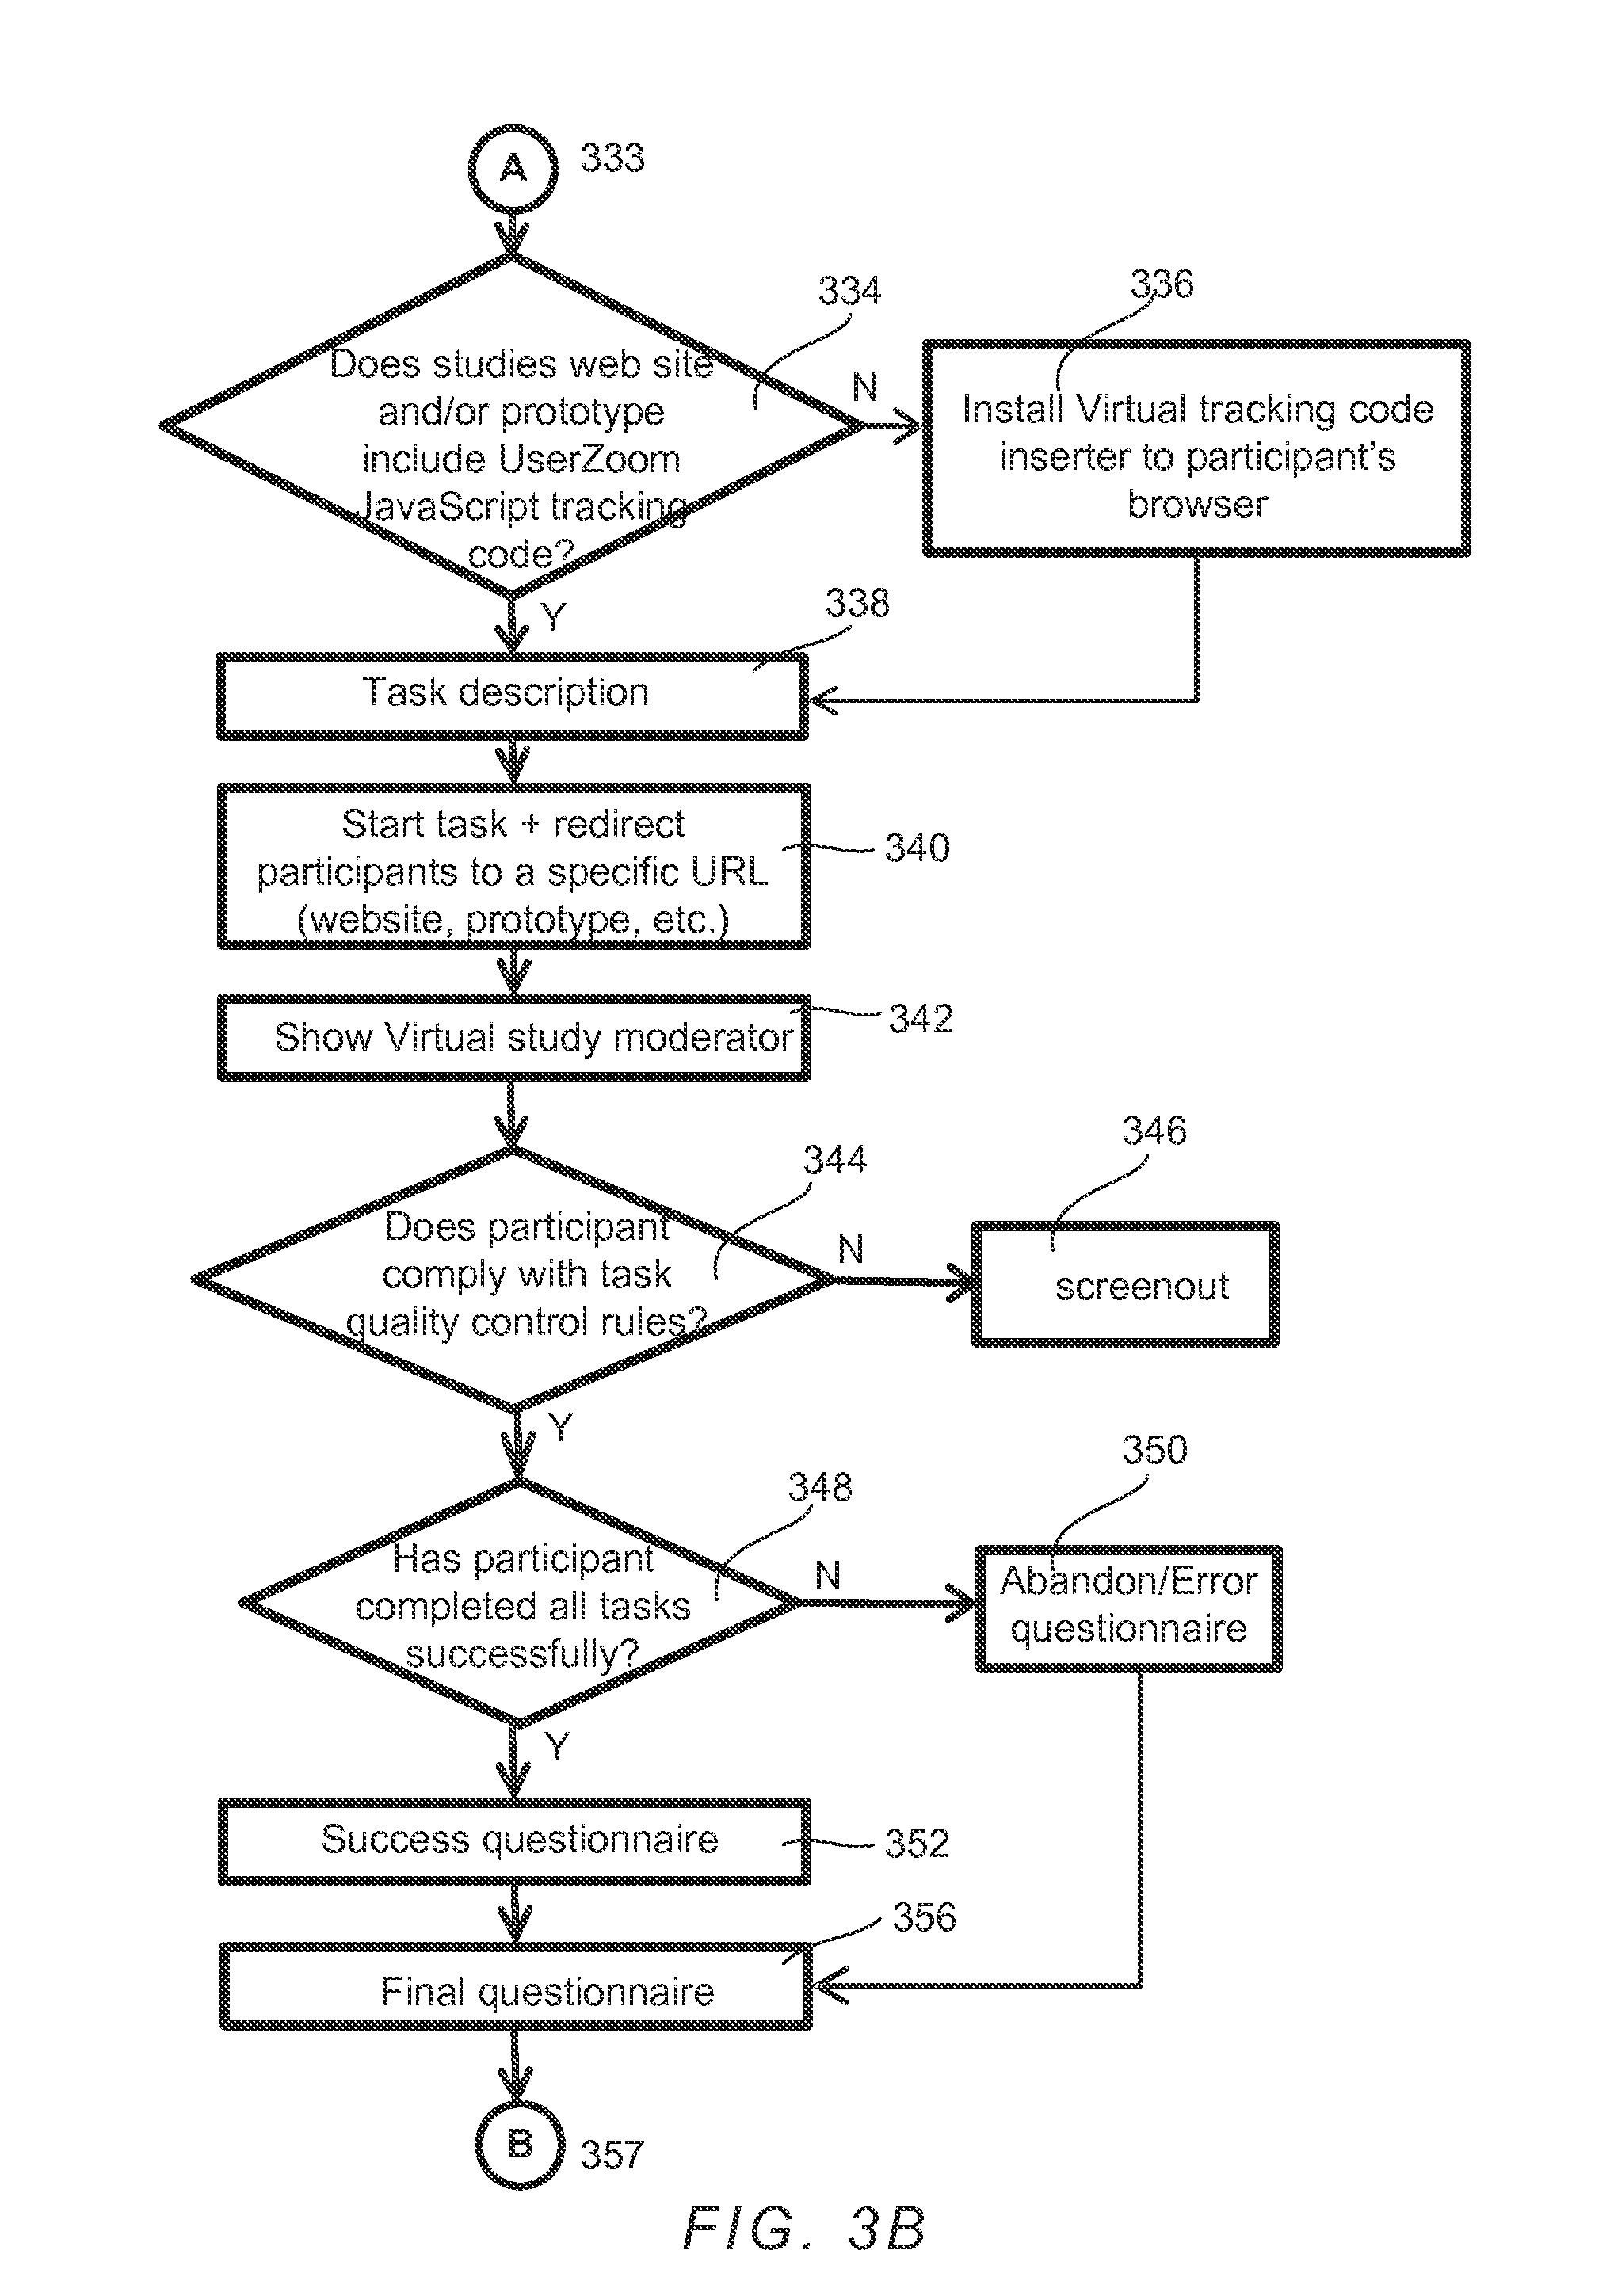 A
333
334
336
Does studies web site
and/or prototype
include UserZoom
JavaScript tracking
code?
N
Install Virtual tracking code
inserter to participant's
browser
Y
338
Task description
Start task + redirect
participants to a specific URL
(website, prototype, etc.)
340
Show Virtual study moderator
342
344
346
Does participant
comply with task
quality control rules?
N
screenout
Y
348
350
Has participant
completed all tasks
successfully?
N
Abandon/Error
questionnaire
Y
Success questionnaire
352
356
Final questionnaire
B
357
FIG. 3B